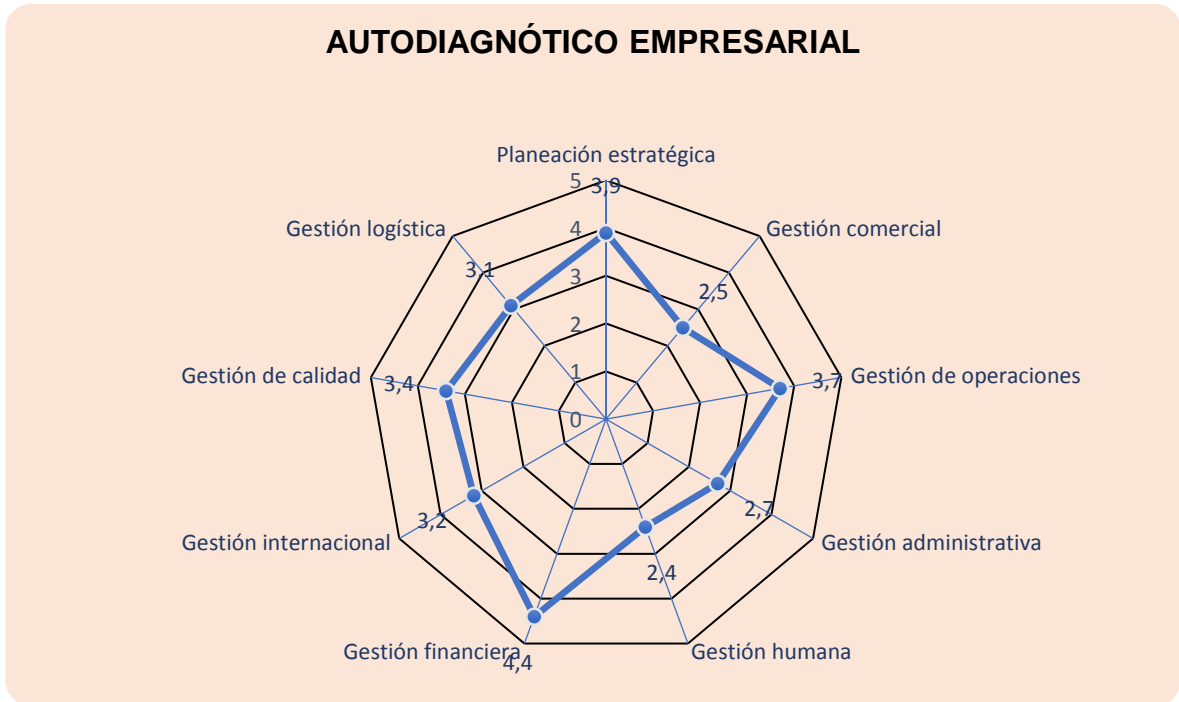 AUTODIAGNÓTICO EMPRESARIAL
Planeación estratégica
5
3,9
Gestión logística
Gestión comercial
4
3,1
3
2,5
2
Gestión de calidad
3,4
1
3,7
Gestión de operaciones
0
3,2
2,7
Gestión internacional
Gestión administrativa
2,4
Gestión financiera
4,4
Gestión humana